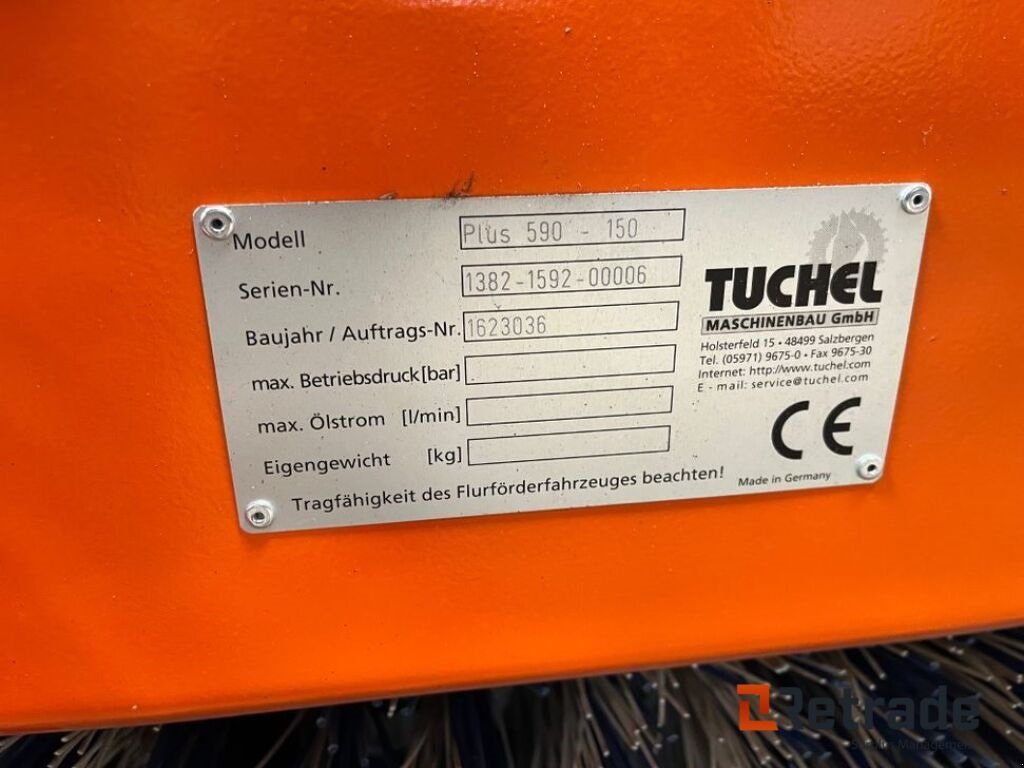 Modell Plus 590 - 150
Serien-Nr. 1382-1592-00006
Baujahr / Auftrags-Nr. 1623036
max. Betriebsdruck[bar]
max. Ölstrom [l/min]
Eigengewicht [kg]
Tragfähigkeit des Flurförderfahrzeuges beachten!
TUCHEL
MASCHINENBAU GmbH
Holsterfeld 15 • 48499 Salzbergen
Tel. (05971) 9675-0 • Fax 9675-30
Internet: http://www.tuchel.com
E - mail: service@tuchel.com
CE
Made in Germany
Retrade
Surplus Management